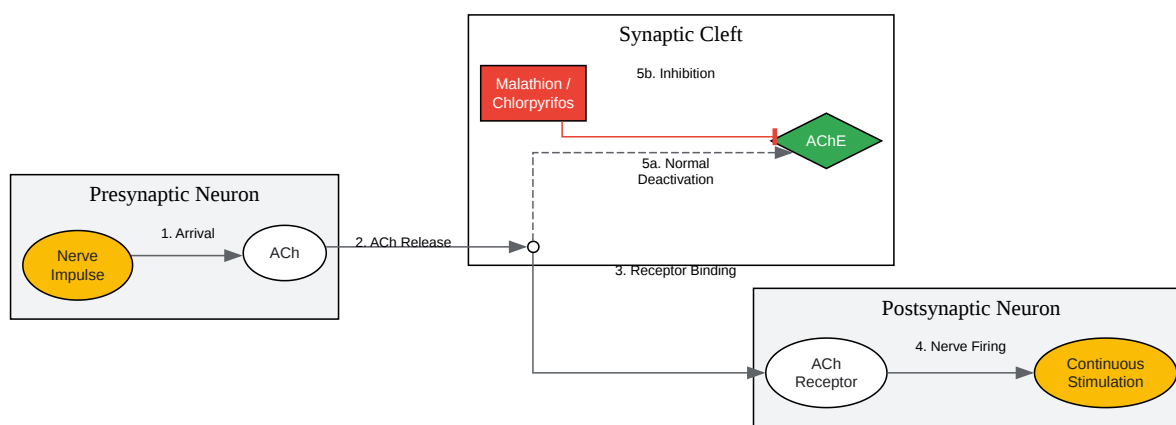 Synaptic Cleft
5b. Inhibition
Malathion /
Chlorpyrifos
AChE
5a. Normal
Deactivation
Presynaptic Neuron
1. Arrival
Nerve
Impulse
ACh
2. ACh Release
3. Receptor Binding
Postsynaptic Neuron
4. Nerve Firing
ACh
Receptor
Continuous
Stimulation